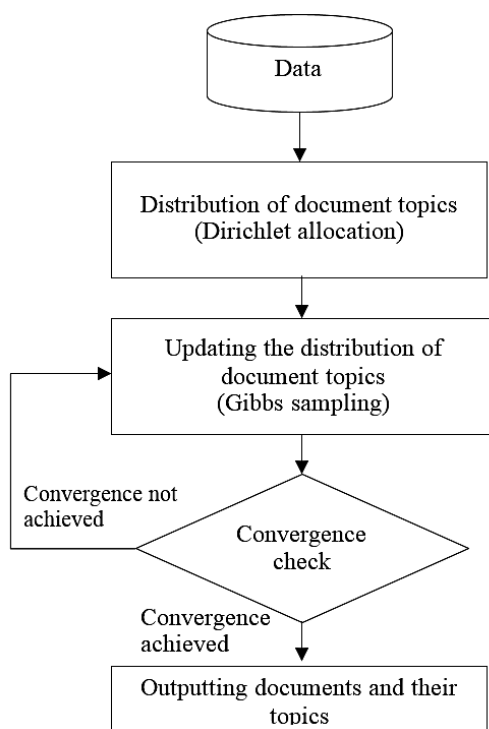 Data
Distribution of document topics
(Dirichlet allocation)
Updating the distribution of
document topics
(Gibbs sampling)
Convergence not
achieved
Convergence
check
Convergence
achieved
Outputting documents and their
topics